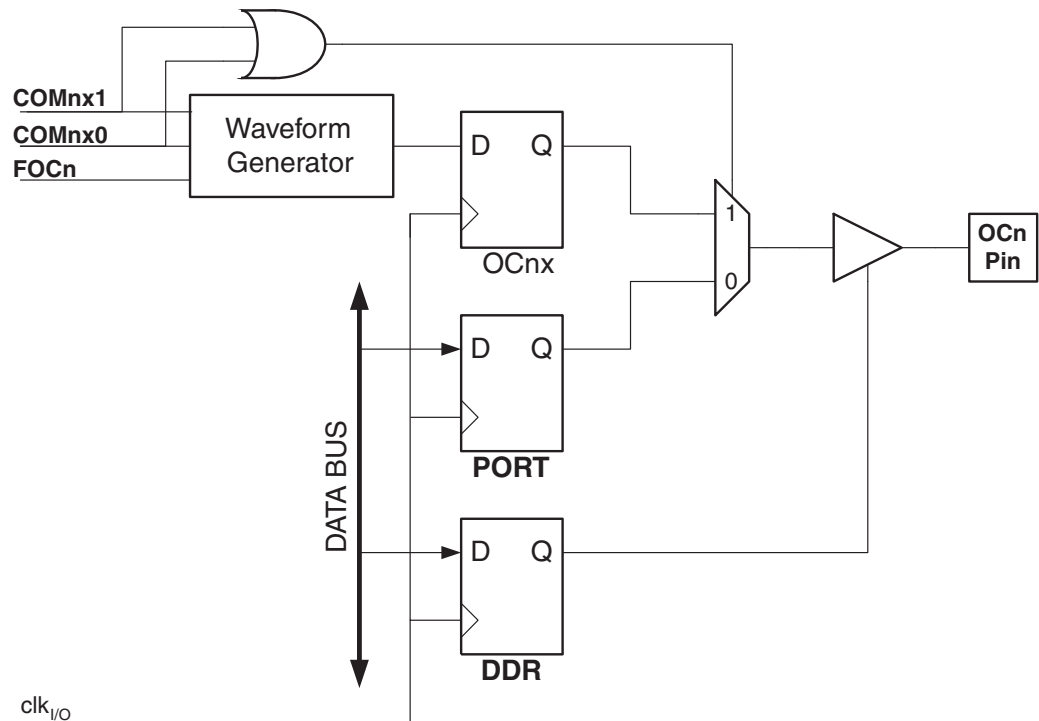 COMnx1
COMnx0
FOCn
Waveform
Generator
D Q
OCnx
1
0
OCn
Pin
D Q
PORT
DATA BUS
D Q
DDR
clkI/O